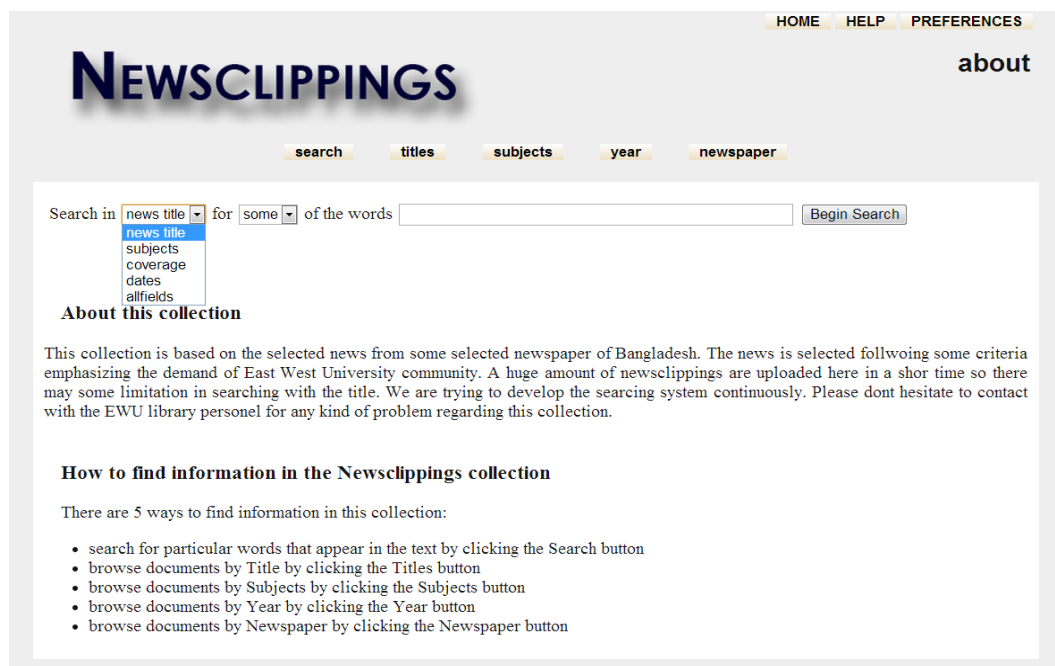 HOME HELP PREFERENCES
NEWSCLIPPINGS
about
search titles subjects year newspaper
Search in news title for some of the words Begin Search
news title
subjects
coverage
dates
allfields
About this collection
This collection is based on the selected news from some selected newspaper of Bangladesh. The news is selected follwoing some criteria
emphasizing the demand of East West University community. A huge amount of newsclippings are uploaded here in a shor time so there
may some limitation in searching with the title. We are trying to develop the searcing system continuously. Please dont hesitate to contact
with the EWU library personel for any kind of problem regarding this collection.
How to find information in the Newsclippings collection
There are 5 ways to find information in this collection:
• search for particular words that appear in the text by clicking the Search button
• browse documents by Title by clicking the Titles button
• browse documents by Subjects by clicking the Subjects button
• browse documents by Year by clicking the Year button
• browse documents by Newspaper by clicking the Newspaper button